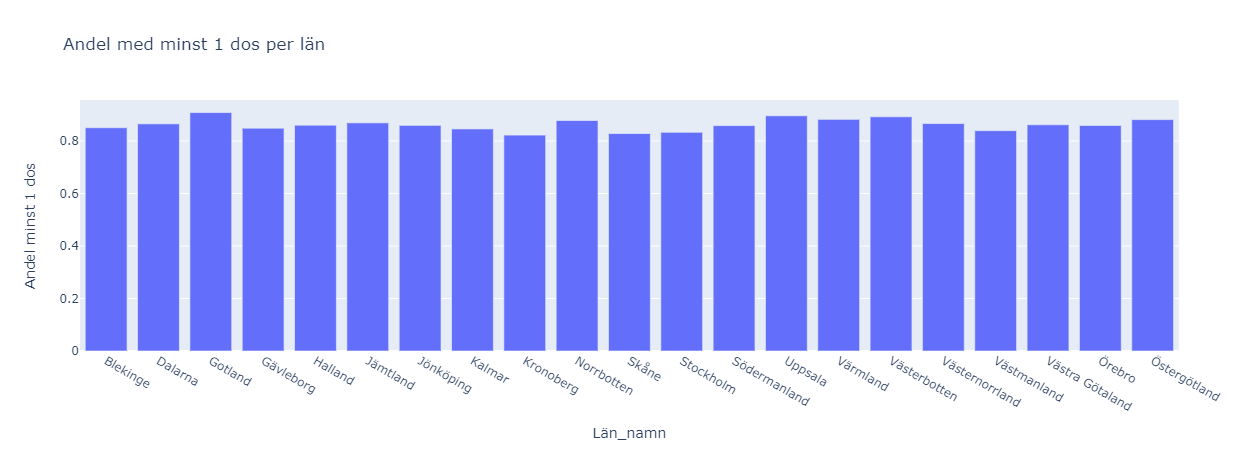 Andel med minst 1 dos per län
Andel minst 1 dos
0.8
0.6
0.4
0.2
0
Blekinge
Dalarna
Gotland
Gävleborg
Halland
Jämtland
Jönköping
Kalmar
Kronoberg
Norrbotten
Skåne
Stockholm
Södermanland
Uppsala
Värmland
Västerbotten
Västernorrland
Västmanland
Västra Götaland
Örebro
Östergötland
Län_namn